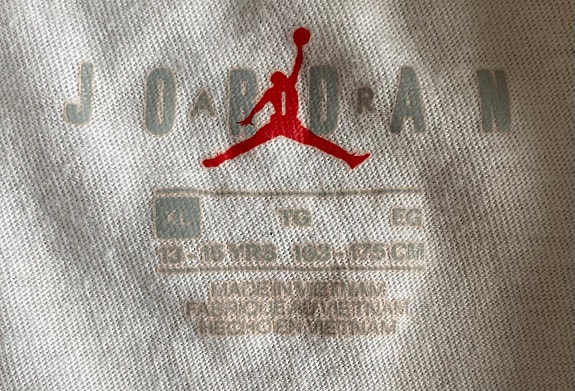 JORDAN
AIR
XL TG EG
13 - 15 YRS 163 - 175 CM
MADE IN VIETNAM
FABRIQUE AU VIETNAM
HECHO EN VIETNAM